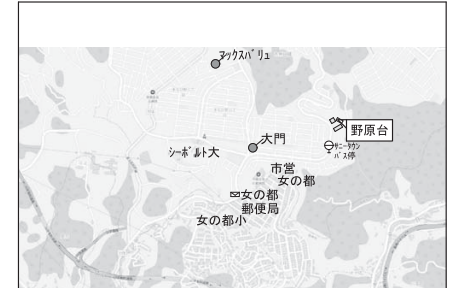 マックスバリュ
野原台
サニータウン
バス停
大門
シーボルト大
市営
女の都
女の都
郵便局
女の都小